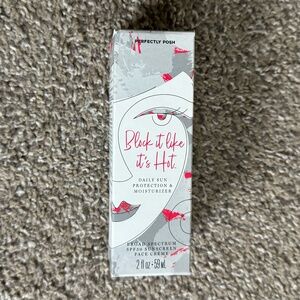 PERFECTLY POSH
Block it like
it's Hot.
DAILY SUN
PROTECTION &
MOISTURIZER
BROAD SPECTRUM
SPF30 SUNSCREEN
FACE CREME
2 fl oz • 59 mL